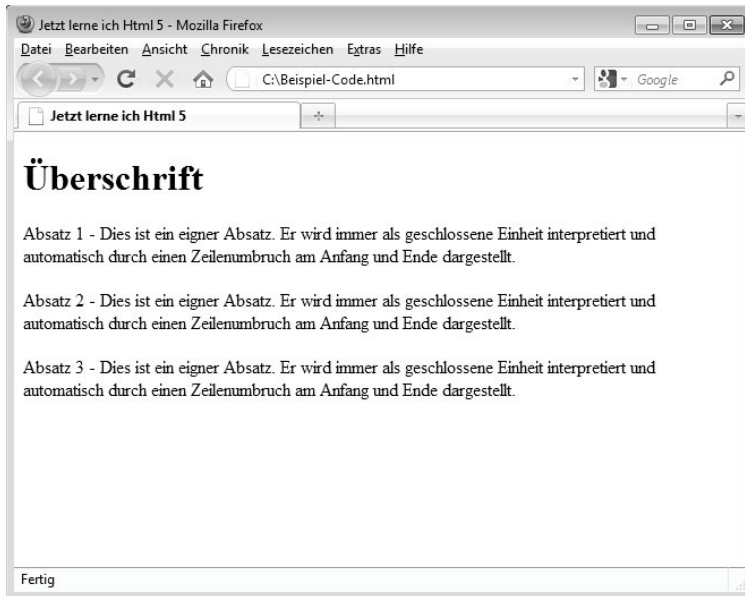 Jetzt lerne ich Html 5 - Mozilla Firefox
Datei Bearbeiten Ansicht Chronik Lesezeichen Extras Hilfe
C:\Beispiel-Code.html Google
Jetzt lerne ich Html 5
Überschrift
Absatz 1 - Dies ist ein eigner Absatz. Er wird immer als geschlossene Einheit interpretiert und
automatisch durch einen Zeilenumbruch am Anfang und Ende dargestellt.
Absatz 2 - Dies ist ein eigner Absatz. Er wird immer als geschlossene Einheit interpretiert und
automatisch durch einen Zeilenumbruch am Anfang und Ende dargestellt.
Absatz 3 - Dies ist ein eigner Absatz. Er wird immer als geschlossene Einheit interpretiert und
automatisch durch einen Zeilenumbruch am Anfang und Ende dargestellt.
Fertig